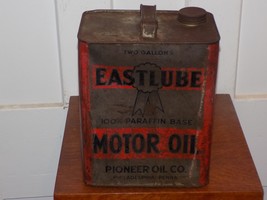 TWO GALLONS
EASTLUBE
100% PARAFFIN BASE
MOTOR OIL
PIONEER OIL CO.